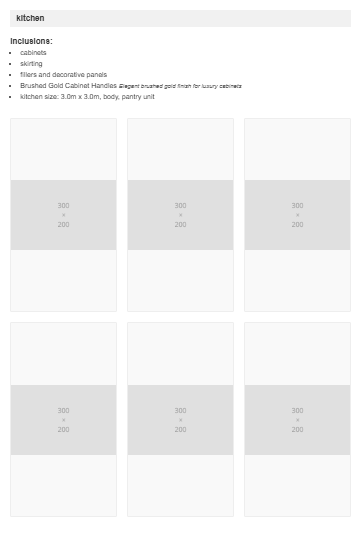 kitchen
Inclusions:
• cabinets
• skirting
• fillers and decorative panels
• Brushed Gold Cabinet Handles Elegant brushed gold finish for luxury cabinets
• kitchen size: 3.0m x 3.0m, body, pantry unit
300 300 300
× × ×
200 200 200
300 300 300
× × ×
200 200 200